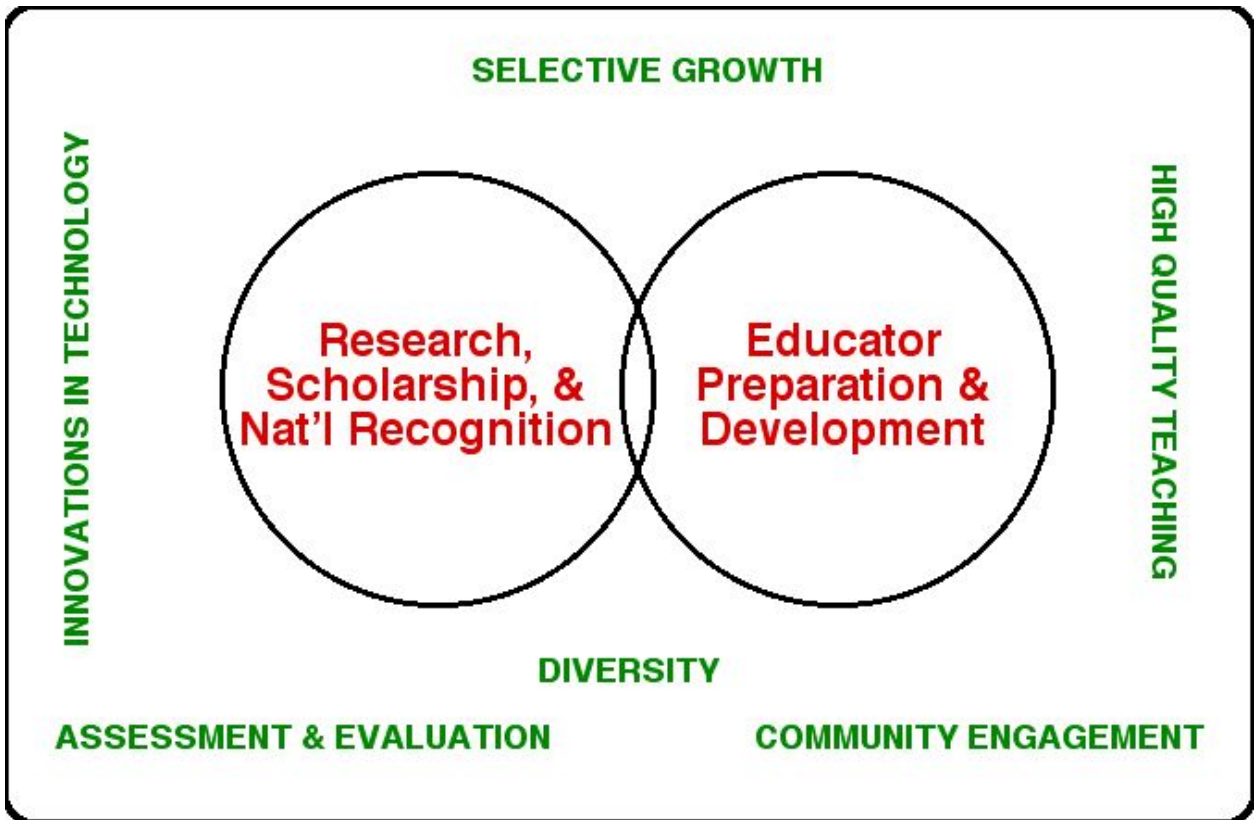 SELECTIVE GROWTH
INNOVATIONS IN TECHNOLOGY
Research,
Scholarship, &
Nat'l Recognition
Educator
Preparation &
Development
HIGH QUALITY TEACHING
DIVERSITY
ASSESSMENT & EVALUATION
COMMUNITY ENGAGEMENT